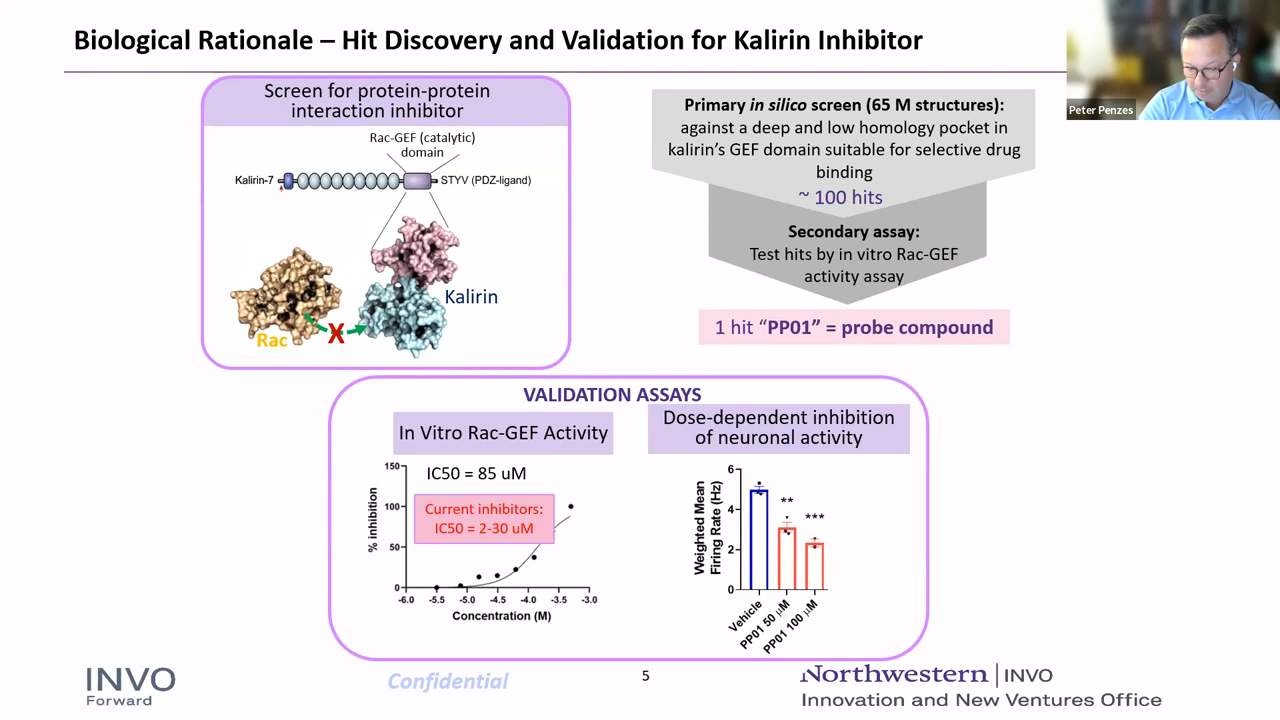 Biological Rationale – Hit Discovery and Validation for Kalirin Inhibitor
Peter Penzes
Screen for protein-protein
interaction inhibitor
Rac-GEF (catalytic)
domain
Kalirin-7
STYV (PDZ-ligand)
Kalirin
Rac
X
Primary in silico screen (65 M structures):
against a deep and low homology pocket in
kalirin's GEF domain suitable for selective drug
binding
~ 100 hits
Secondary assay:
Test hits by in vitro Rac-GEF
activity assay
1 hit “PP01” = probe compound
VALIDATION ASSAYS
In Vitro Rac-GEF Activity
IC50 = 85 uM
Current inhibitors:
IC50 = 2-30 uM
% inhibition
150
100
50
0
-6.0 -5.5 -5.0 -4.5 -4.0 -3.5 -3.0
Concentration (M)
Dose-dependent inhibition
of neuronal activity
Weighted Mean
Firing Rate (Hz)
6
4
2
0
**
***
Vehicle
PP01 50 µM
PP01 100 µM
INVO
Forward
Confidential
5
Northwestern | INVO
Innovation and New Ventures Office